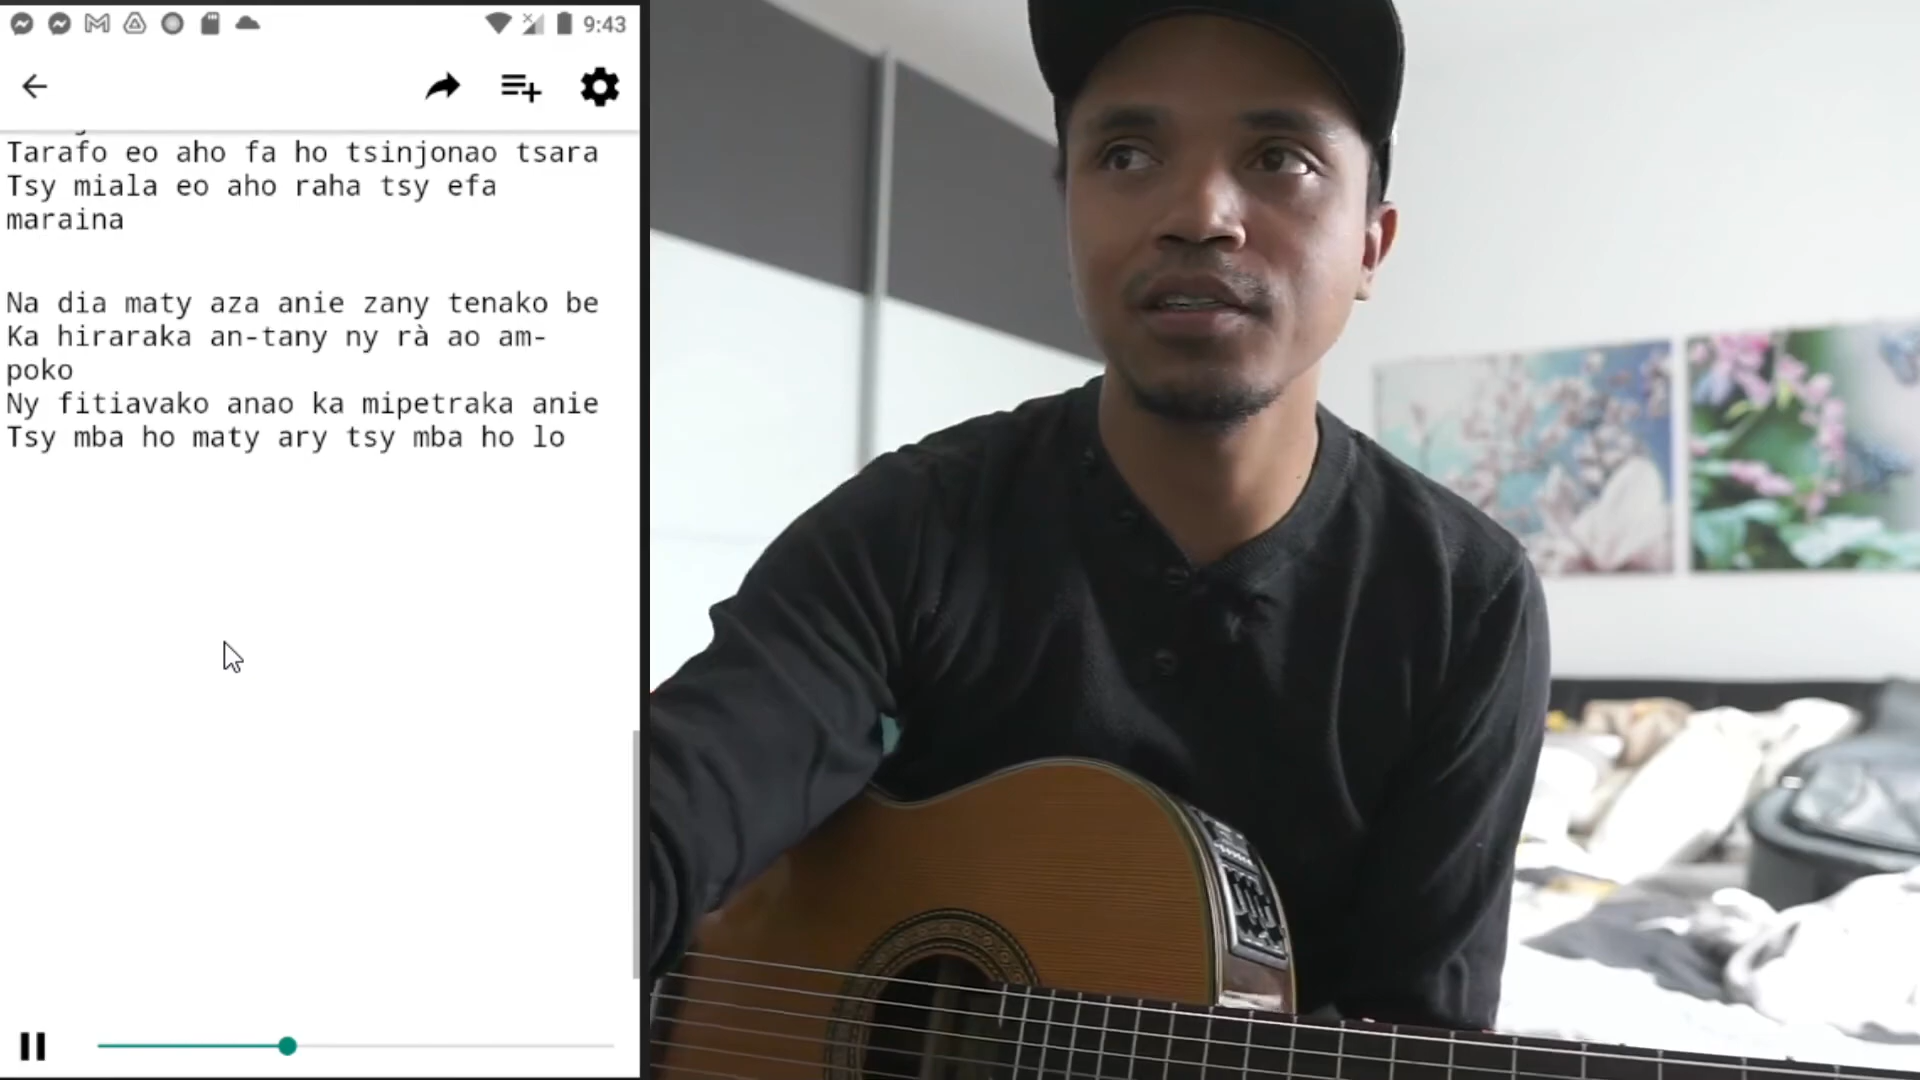 9:43
Tarafo eo aho fa ho tsinjonao tsara
Tsy miala eo aho raha tsy efa
maraina
Na dia maty aza anie zany tenako be
Ka hiraraka an-tany ny rà ao am-
poko
Ny fitiavako anao ka mipetraka anie
Tsy mba ho maty ary tsy mba ho lo